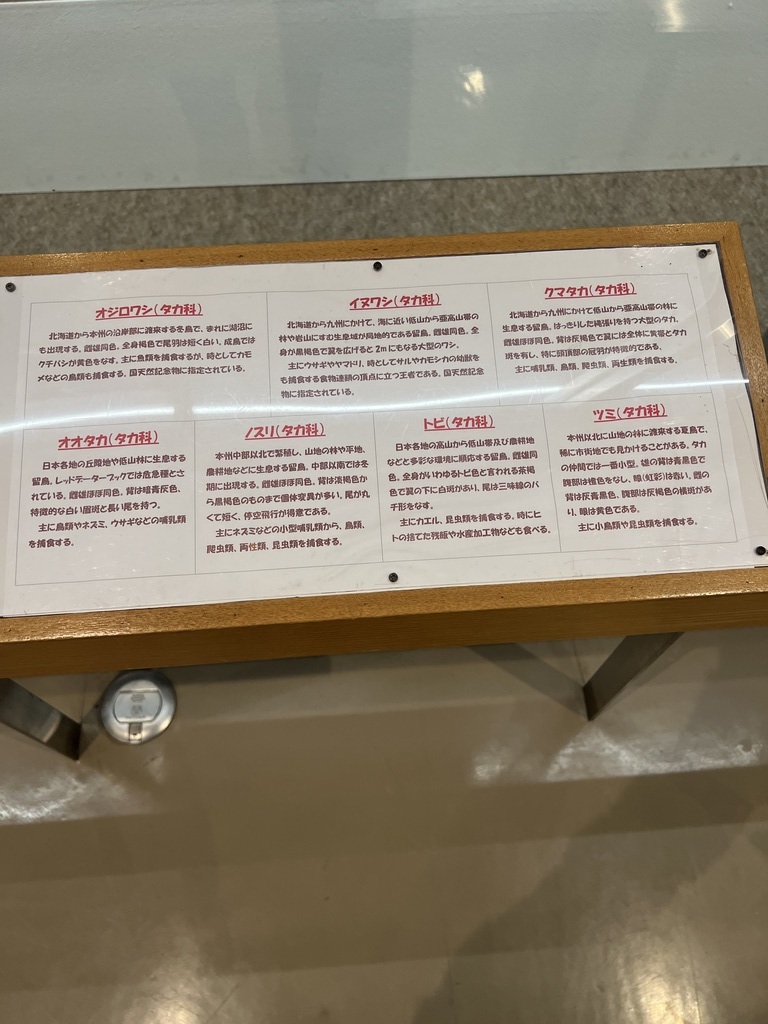 オジロワシ(タカ科)
北海道から本州の沿岸部に渡来する冬鳥で、まれに湖沼に
も出現する。雌雄同色。全身褐色で尾羽は短く白い。成鳥では
クチバシが黄色をなす。主に魚類を捕食するが、時としてカモ
メなどの鳥類も捕食する。国天然記念物に指定されている。
イヌワシ(タカ科)
北海道から九州にかけて、海に近い低山から亜高山帯の
林や岩山にすむ生息域が局地的である留鳥。雌雄同色。全
身が黒褐色で翼を広げると2mにもなる大型のワシ。
主にウサギやヤマドリ、時としてサルやカモシカの幼獣を
も捕食する食物連鎖の頂点に立つ王者である。国天然記念
物に指定されている。
クマタカ(タカ科)
北海道から九州にかけて低山から亜高山帯の林に
生息する留鳥。はっきりした縄張りを持つ大型のタカ。
雌雄ほぼ同色。背は灰褐色で翼には全体に黄帯とタカ
斑を有し、特に頭頂部の冠羽が特徴的である。
主に哺乳類、鳥類、爬虫類、両生類を捕食する。
オオタカ(タカ科)
日本各地の丘陵地や低山林に生息する
留鳥。レッドデーターブックでは危急種とさ
れている。雌雄ほぼ同色。背は暗青灰色、
特徴的な白い眉斑と長い尾を持つ。
主に鳥類やネズミ、ウサギなどの哺乳類
を捕食する。
ノスリ(タカ科)
本州中部以北で繁殖し、山地の林や平地、
農耕地などに生息する留鳥。中部以南では冬
期に出現する。雌雄ほぼ同色。背は茶褐色か
ら黒褐色のものまで個体変異が多い。尾が丸
くて短く、停空飛行が得意である。
主にネズミなどの小型哺乳類から、鳥類、
爬虫類、両性類、昆虫類を捕食する。
トビ(タカ科)
日本各地の高山から低山帯及び農耕地
などと多彩な環境に順応する留鳥。雌雄同
色。全身がいわゆるトビ色と言われる茶褐
色で翼の下に白斑があり、尾は三味線のバ
チ形をなす。
主にカエル、昆虫類を捕食する。時にヒ
トの捨てた残飯や水産加工物なども食べる。
ツミ(タカ科)
本州以北に山地の林に渡来する夏鳥で、
稀に市街地でも見かけることがある。タカ
の仲間では一番小型。雄の背は青黒色で
腹部は橙色をなし、眼(虹彩)は赤い。雌の
背は灰青黒色、腹部は灰褐色の横斑があ
り、眼は黄色である。
主に小鳥類や昆虫類を捕食する。